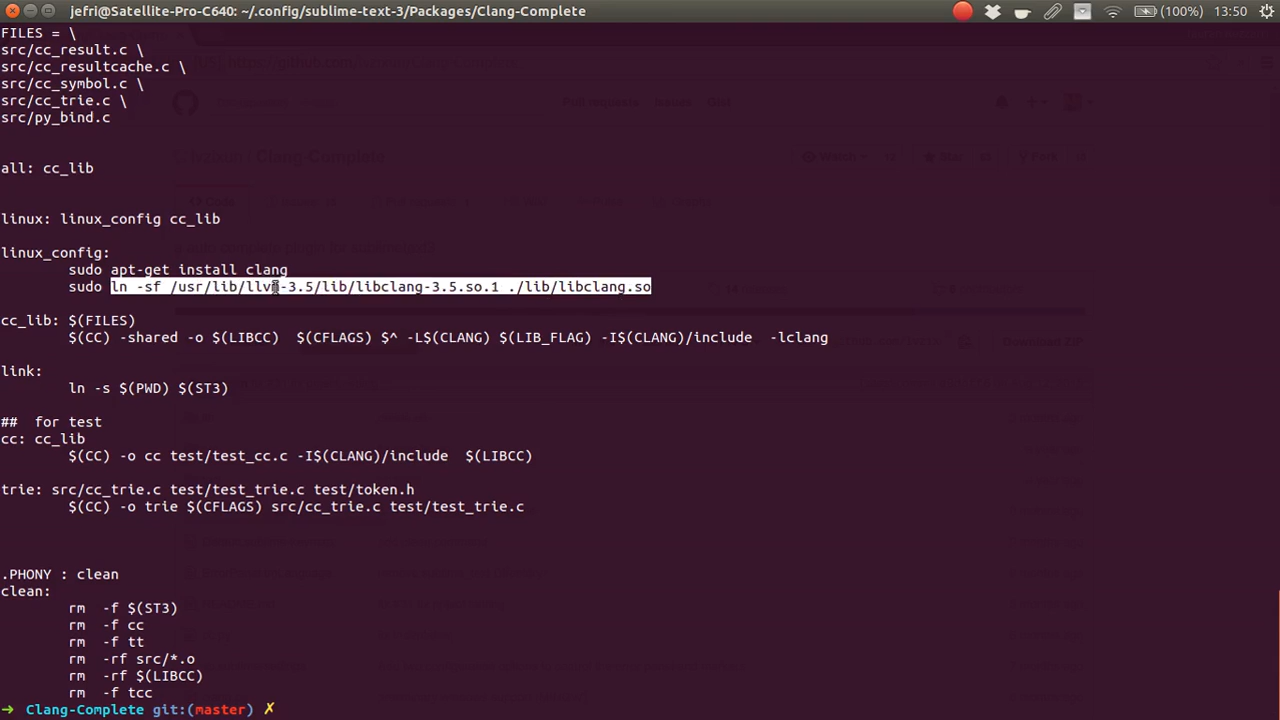 jefri@Satellite-Pro-C640: ~/.config/sublime-text-3/Packages/Clang-Complete
(100%) 13:50
FILES = \
src/cc_result.c \
src/cc_resultcache.c \
src/cc_symbol.c \
src/cc_trie.c \
src/py_bind.c
all: cc_lib
linux: linux_config cc_lib
linux_config:
sudo apt-get install clang
sudo ln -sf /usr/lib/llvm-3.5/lib/libclang-3.5.so.1 ./lib/libclang.so
cc_lib: $(FILES)
$(CC) -shared -o $(LIBCC) $(CFLAGS) $^ -L$(CLANG) $(LIB_FLAG) -I$(CLANG)/include -lclang
link:
ln -s $(PWD) $(ST3)
## for test
cc: cc_lib
$(CC) -o cc test/test_cc.c -I$(CLANG)/include $(LIBCC)
trie: src/cc_trie.c test/test_trie.c test/token.h
$(CC) -o trie $(CFLAGS) src/cc_trie.c test/test_trie.c
.PHONY : clean
clean:
rm -f $(ST3)
rm -f cc
rm -f tt
rm -rf src/*.o
rm -rf $(LIBCC)
rm -f tcc
➜ Clang-Complete git:(master) ✗